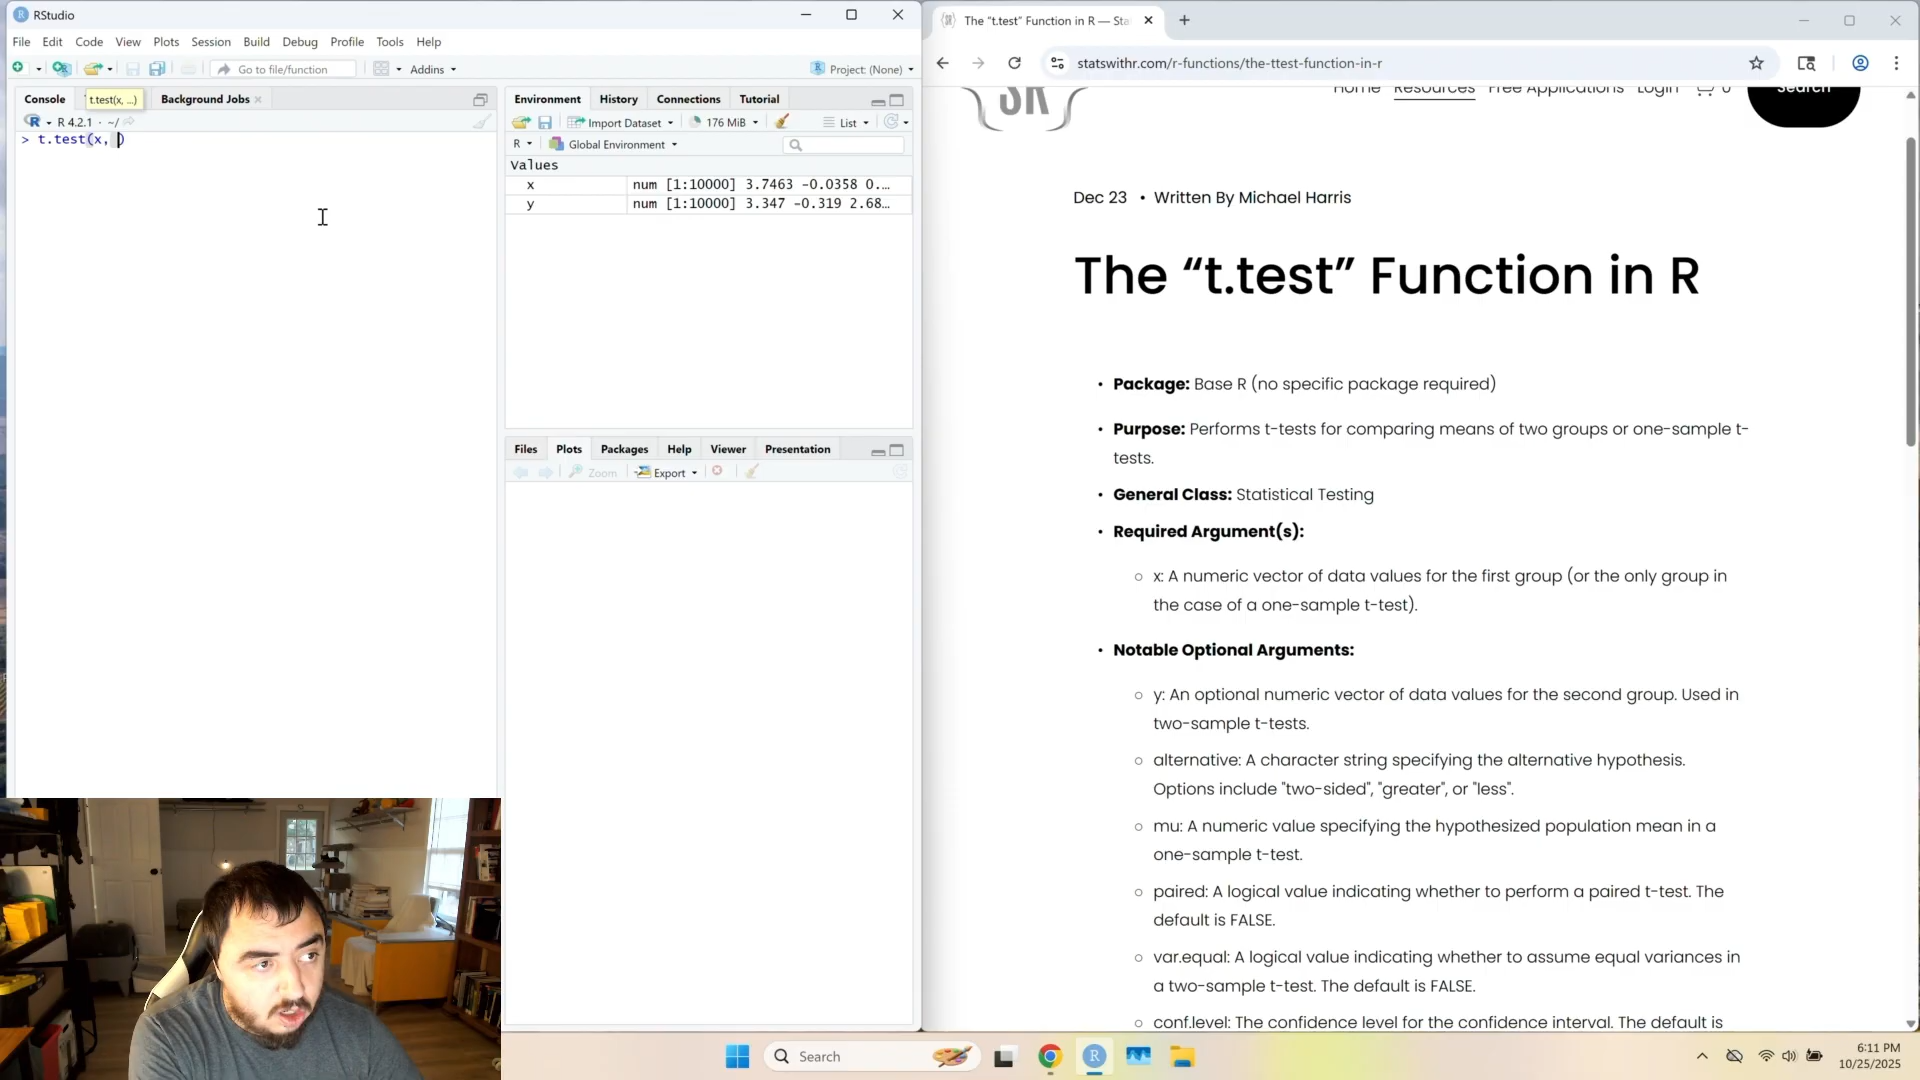 RStudio
File Edit Code View Plots Session Build Debug Profile Tools Help
Go to file/function
Addins
Project: (None)
Console
t.test(x, ...)
Background Jobs
R 4.2.1 · ~/
> t.test(x, )
Environment History Connections Tutorial
Import Dataset
176 MiB
List
R
Global Environment
Values
x num [1:10000] 3.7463 -0.0358 0.…
y num [1:10000] 3.347 -0.319 2.68…
Files Plots Packages Help Viewer Presentation
Zoom
Export
The “t.test” Function in R — Sta
statswithr.com/r-functions/the-ttest-function-in-r
SR
Home Resources Free Applications Login 0 Search
Dec 23 • Written By Michael Harris
The “t.test” Function in R
• Package: Base R (no specific package required)
• Purpose: Performs t-tests for comparing means of two groups or one-sample t-
tests.
• General Class: Statistical Testing
• Required Argument(s):
x: A numeric vector of data values for the first group (or the only group in
the case of a one-sample t-test).
• Notable Optional Arguments:
y: An optional numeric vector of data values for the second group. Used in
two-sample t-tests.
alternative: A character string specifying the alternative hypothesis.
Options include "two-sided", "greater", or "less".
mu: A numeric value specifying the hypothesized population mean in a
one-sample t-test.
paired: A logical value indicating whether to perform a paired t-test. The
default is FALSE.
var.equal: A logical value indicating whether to assume equal variances in
a two-sample t-test. The default is FALSE.
conf.level: The confidence level for the confidence interval. The default is
Search
6:11 PM
10/25/2025